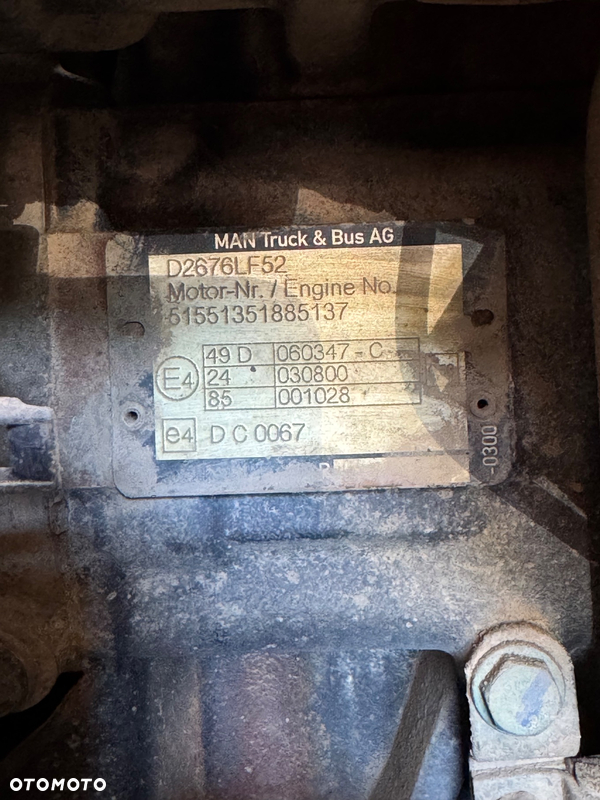 MAN Truck & Bus AG
D2676LF52
Motor-Nr. / Engine No.
51551351885137
E4
49 D 060347 - C
24 030800
85 001028
e4 D C 0067
-0300
OTOMOTO